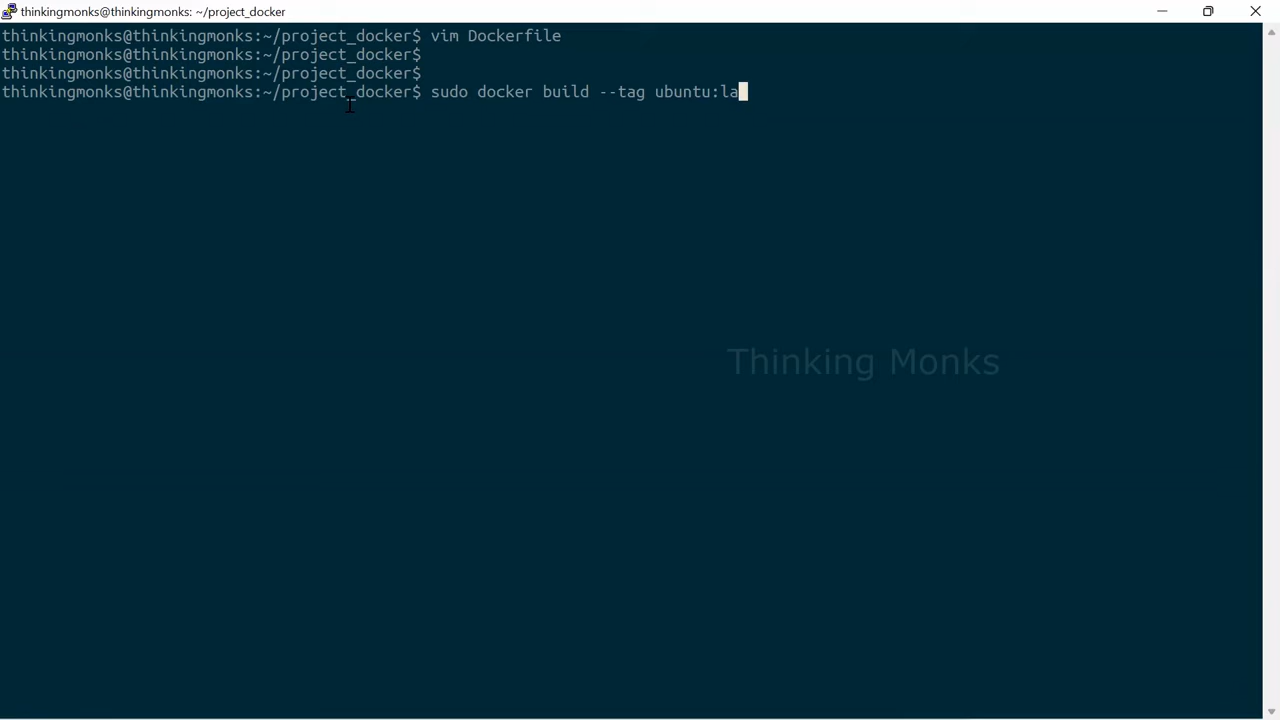 thinkingmonks@thinkingmonks: ~/project_docker
thinkingmonks@thinkingmonks:~/project_docker$ vim Dockerfile
thinkingmonks@thinkingmonks:~/project_docker$
thinkingmonks@thinkingmonks:~/project_docker$
thinkingmonks@thinkingmonks:~/project_docker$ sudo docker build --tag ubuntu:la
Thinking Monks